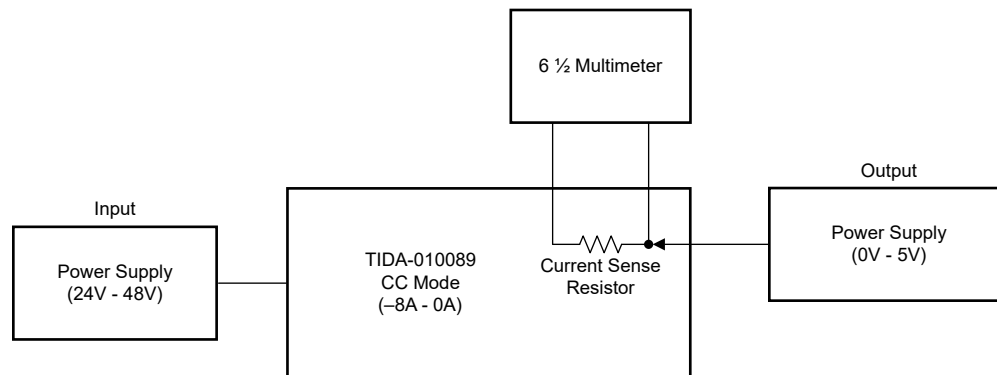 6 ½ Multimeter
Output
Input
Power Supply
(0V - 5V)
TIDA-010089
CC Mode
(–8A - 0A)
Current Sense
Resistor
Power Supply
(24V - 48V)